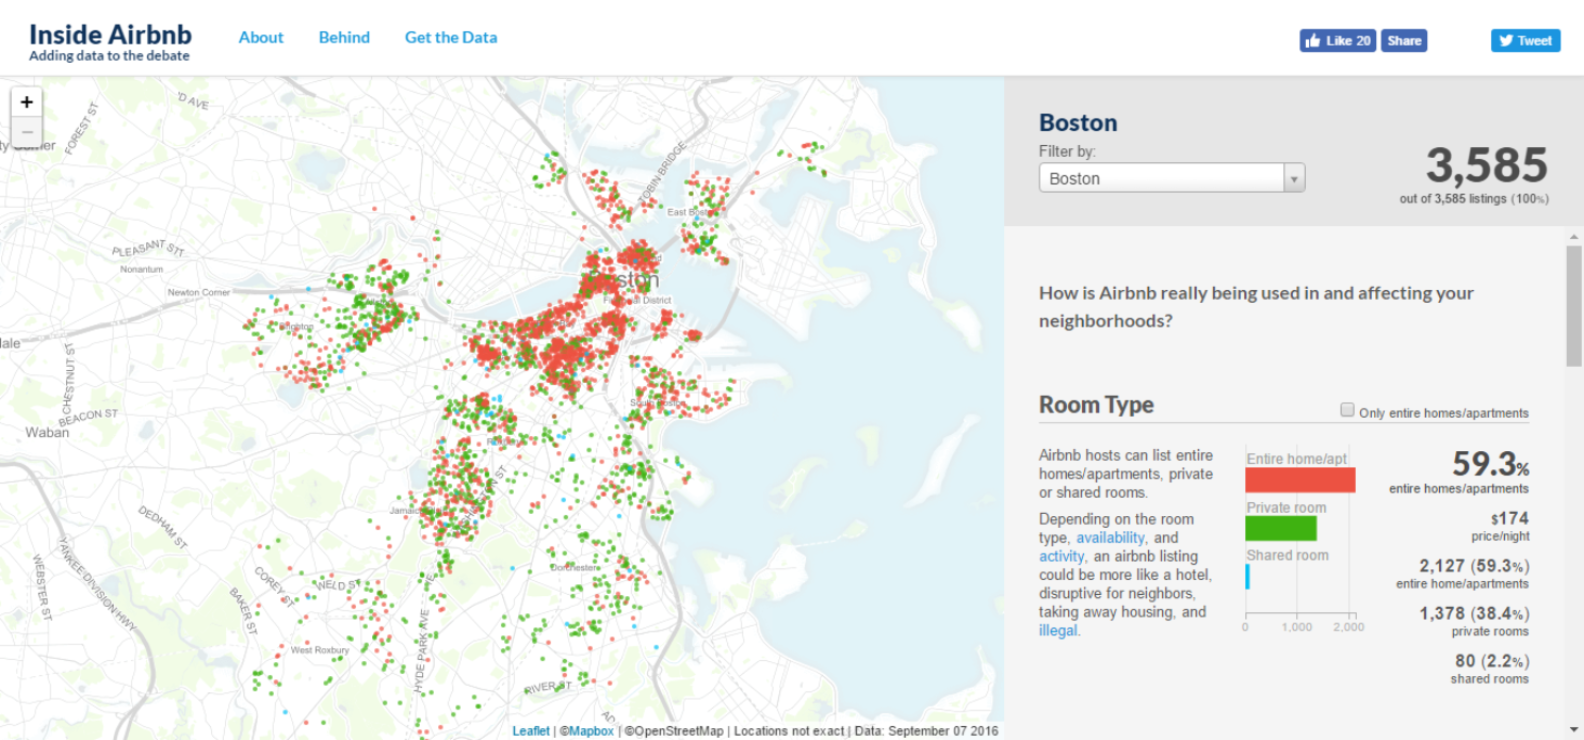 Inside Airbnb
Adding data to the debate
About
Behind
Get the Data
Like 20
Share
Tweet
+
−
'D AVE
FOREST ST
TOBIN BRIDGE
East Bos
PLEASANT ST
Nonantum
Newton Corner
ston
District
CHESTNUT ST
BEACON ST
Waban
South Boston
Jamaic
DEDHAM ST
YANKEE DIVISION HWY
WEBSTER ST
COREY ST
WELD ST
BAKER ST
Dorchester
West Roxbury
HYDE PARK AVE
RIVER ST
Leaflet | ©Mapbox | ©OpenStreetMap | Locations not exact | Data: September 07 2016
Boston
Filter by:
Boston
3,585
out of 3,585 listings (100%)
How is Airbnb really being used in and affecting your
neighborhoods?
Room Type
Only entire homes/apartments
Airbnb hosts can list entire
homes/apartments, private
or shared rooms.
Depending on the room
type, availability, and
activity, an airbnb listing
could be more like a hotel,
disruptive for neighbors,
taking away housing, and
illegal.
Entire home/apt
Private room
Shared room
0 1,000 2,000
59.3%
entire homes/apartments
$174
price/night
2,127 (59.3%)
entire home/apartments
1,378 (38.4%)
private rooms
80 (2.2%)
shared rooms